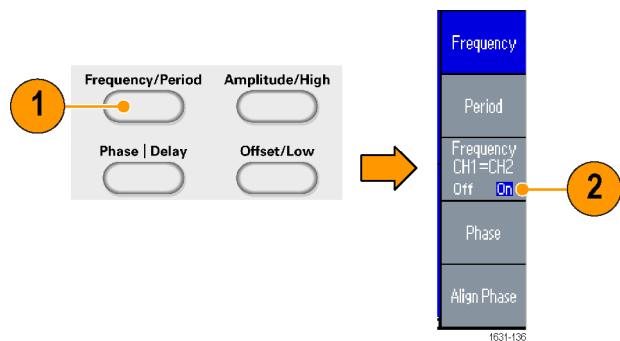 1
Frequency/Period
Amplitude/High
Phase | Delay
Offset/Low
Frequency
Period
Frequency
CH1=CH2
Off On
2
Phase
Align Phase
1631-136